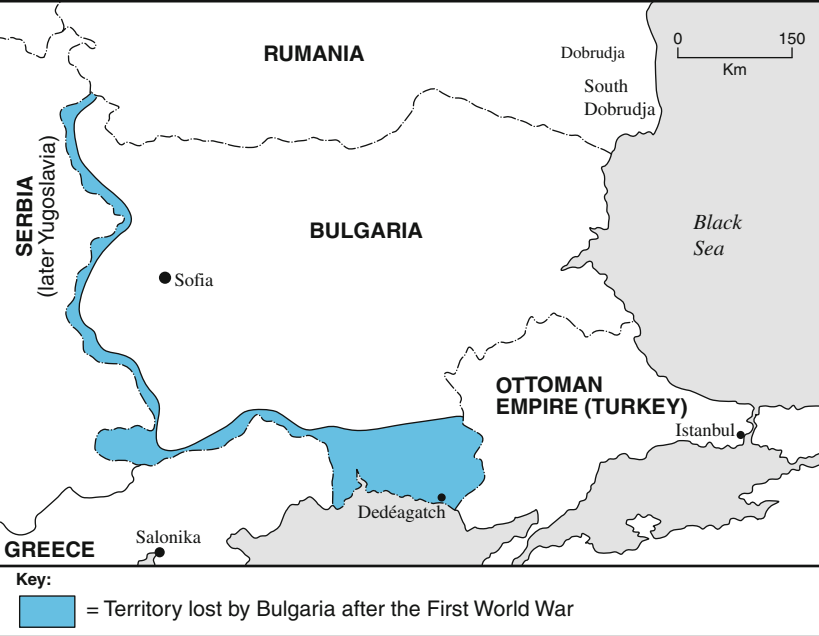 RUMANIA
Dobrudja
South
Dobrudja
0 150
Km
SERBIA
(later Yugoslavia)
BULGARIA
Black
Sea
Sofia
OTTOMAN
EMPIRE (TURKEY)
Istanbul
Dedéagatch
Salonika
GREECE
Key:
= Territory lost by Bulgaria after the First World War